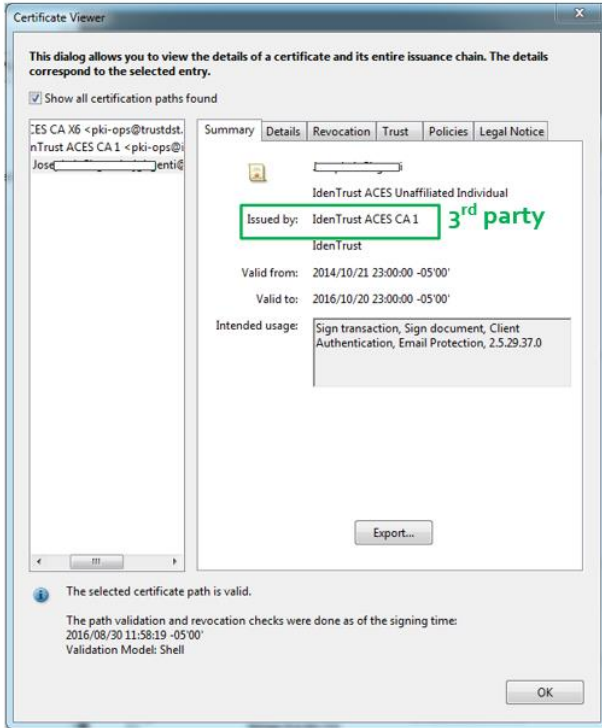 Certificate Viewer
x
This dialog allows you to view the details of a certificate and its entire issuance chain. The details
correspond to the selected entry.
Show all certification paths found
CES CA X6 <pki-ops@trustdst.
nTrust ACES CA 1 <pki-ops@i
Summary Details Revocation Trust Policies Legal Notice
IdenTrust ACES Unaffiliated Individual
Issued by: IdenTrust ACES CA 1 3rd party
IdenTrust
Valid from: 2014/10/21 23:00:00 -05'00'
Valid to: 2016/10/20 23:00:00 -05'00'
Intended usage: Sign transaction, Sign document, Client
Authentication, Email Protection, 2.5.29.37.0
Export...
The selected certificate path is valid.
The path validation and revocation checks were done as of the signing time:
2016/08/30 11:58:19 -05'00'
Validation Model: Shell
OK